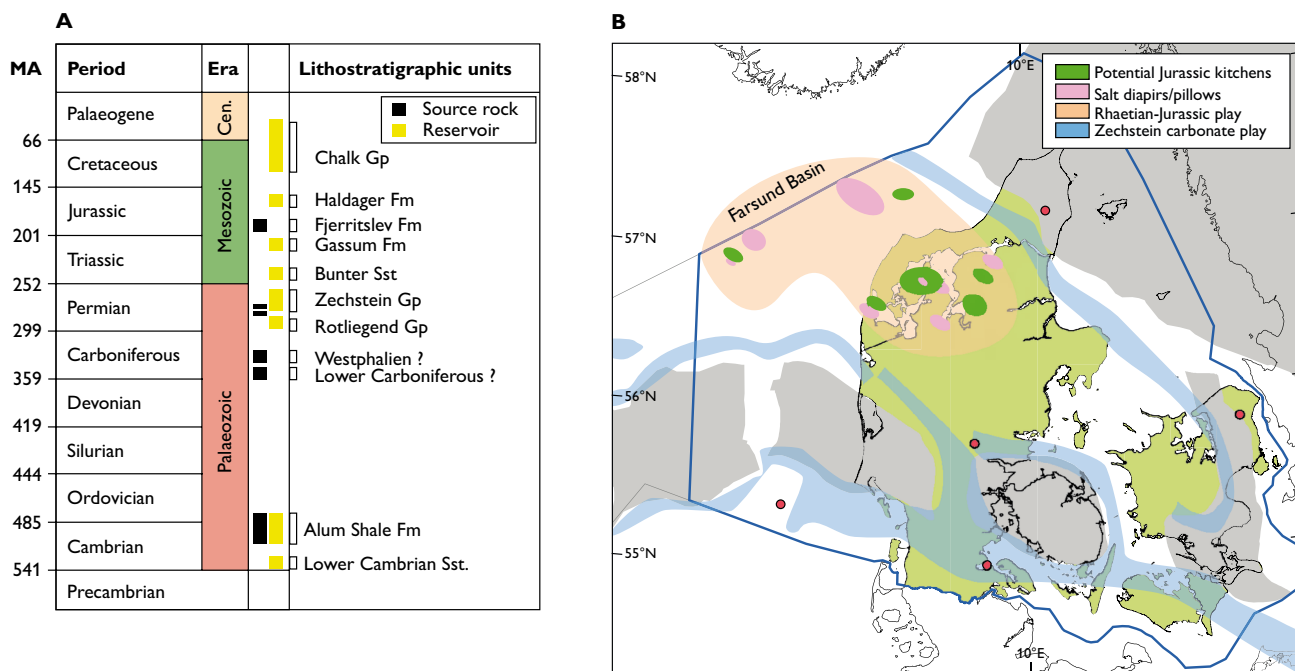 A
MA
Period
Era
Lithostratigraphic units
Source rock
Reservoir
Palaeogene
Cen.
66
Cretaceous
Mesozoic
Chalk Gp
145
Jurassic
Haldager Fm
Fjerritslev Fm
201
Gassum Fm
Triassic
Bunter Sst
252
Permian
Palaeozoic
Zechstein Gp
299
Rotliegend Gp
Carboniferous
Westphalien ?
359
Lower Carboniferous ?
Devonian
419
Silurian
444
Ordovician
485
Alum Shale Fm
Cambrian
Lower Cambrian Sst.
541
Precambrian
B
10°E
58°N
Potential Jurassic kitchens
Salt diapirs/pillows
Rhaetian-Jurassic play
Zechstein carbonate play
Farsund Basin
57°N
56°N
55°N
10°E